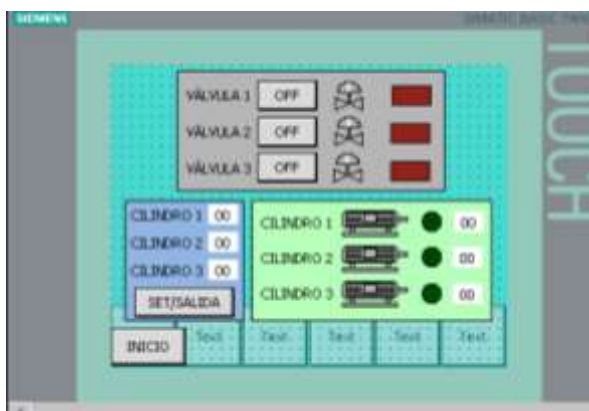 SIEMENS
SIMATIC BASIC PANEL
TOUCH
VÁLVULA 1 OFF
VÁLVULA 2 OFF
VÁLVULA 3 OFF
CILINDRO 1 00
CILINDRO 2 00
CILINDRO 3 00
SET/SALIDA
CILINDRO 1 00
CILINDRO 2 00
CILINDRO 3 00
INICIO
Text Text Text Text Text